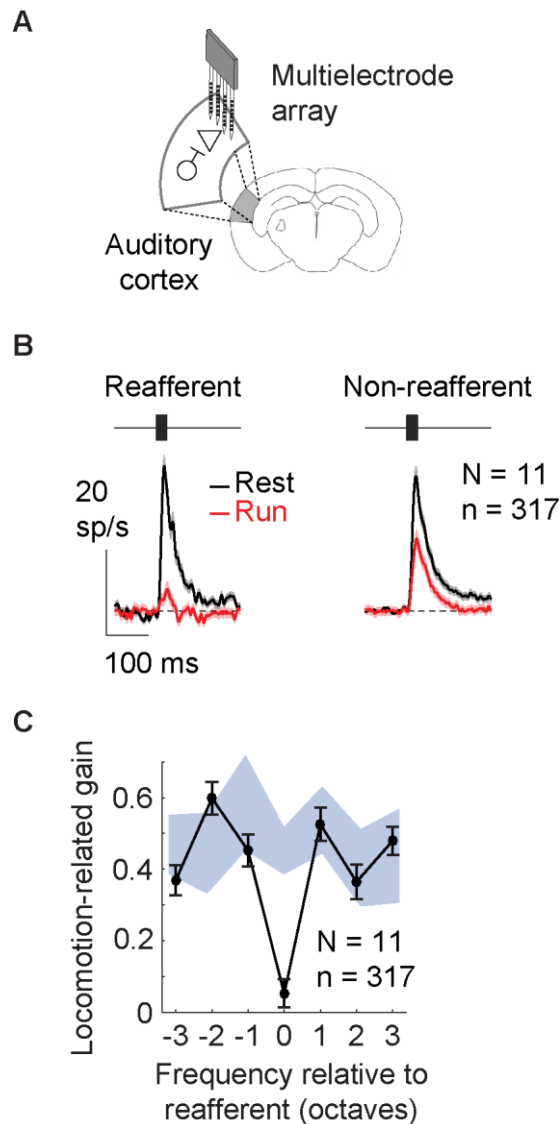 A
Multielectrode
array
Auditory
cortex
B
Reafferent
Non-reafferent
20
sp/s
Rest
Run
N = 11
n = 317
100 ms
C
Locomotion-related gain
0.6
0.4
0.2
0
N = 11
n = 317
-3 -2 -1 0 1 2 3
Frequency relative to
reafferent (octaves)